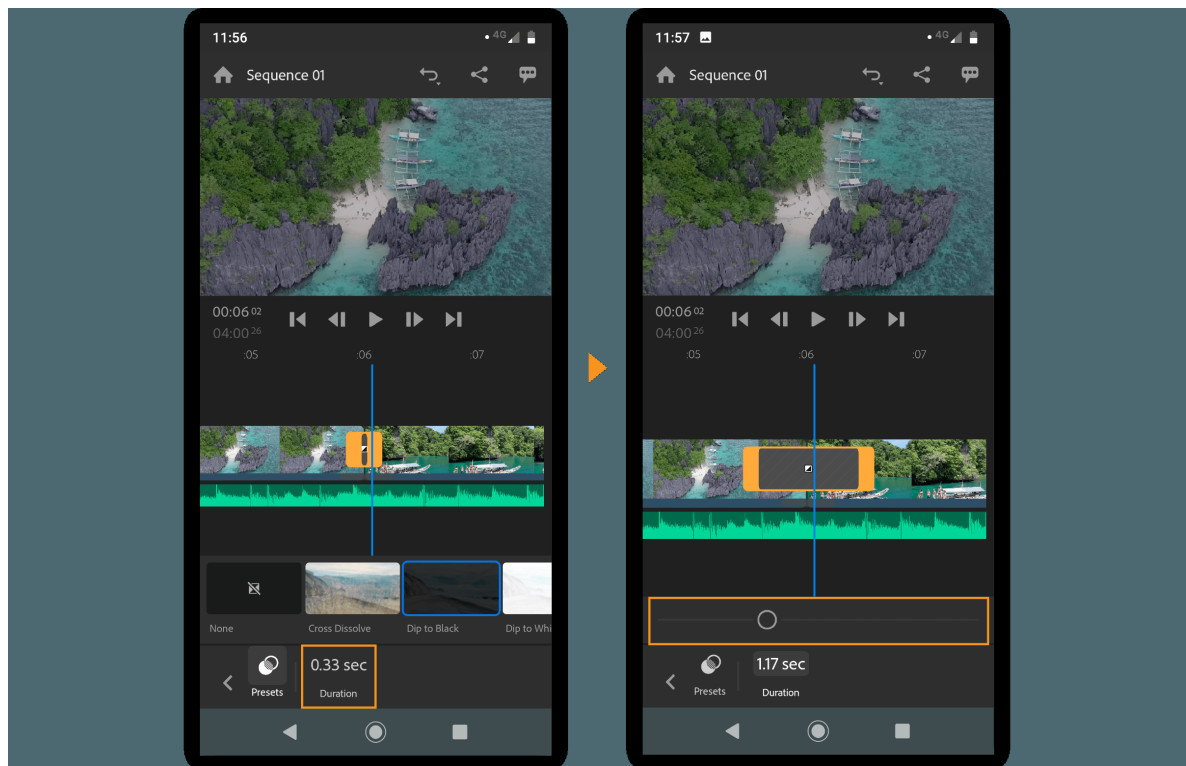 11:56
4G
Sequence 01
00:06 02
04:00 26
:05 :06 :07
None Cross Dissolve Dip to Black Dip to Whi
0.33 sec
Presets Duration
11:57
4G
Sequence 01
00:06 02
04:00 26
:05 :06 :07
1.17 sec
Presets Duration